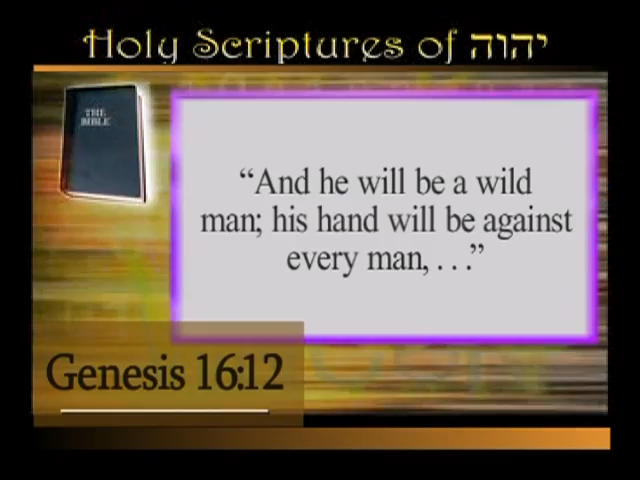 Holy Scriptures of יהוה
THE
BIBLE
“And he will be a wild
man; his hand will be against
every man, . . .”
Genesis 16:12